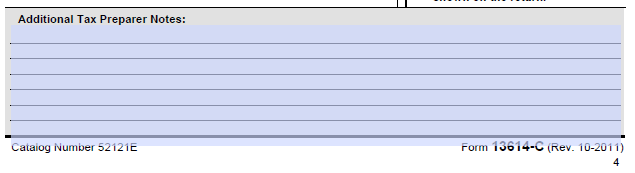 Additional Tax Preparer Notes:
Catalog Number 52121E Form 13614-C (Rev. 10-2011)
4